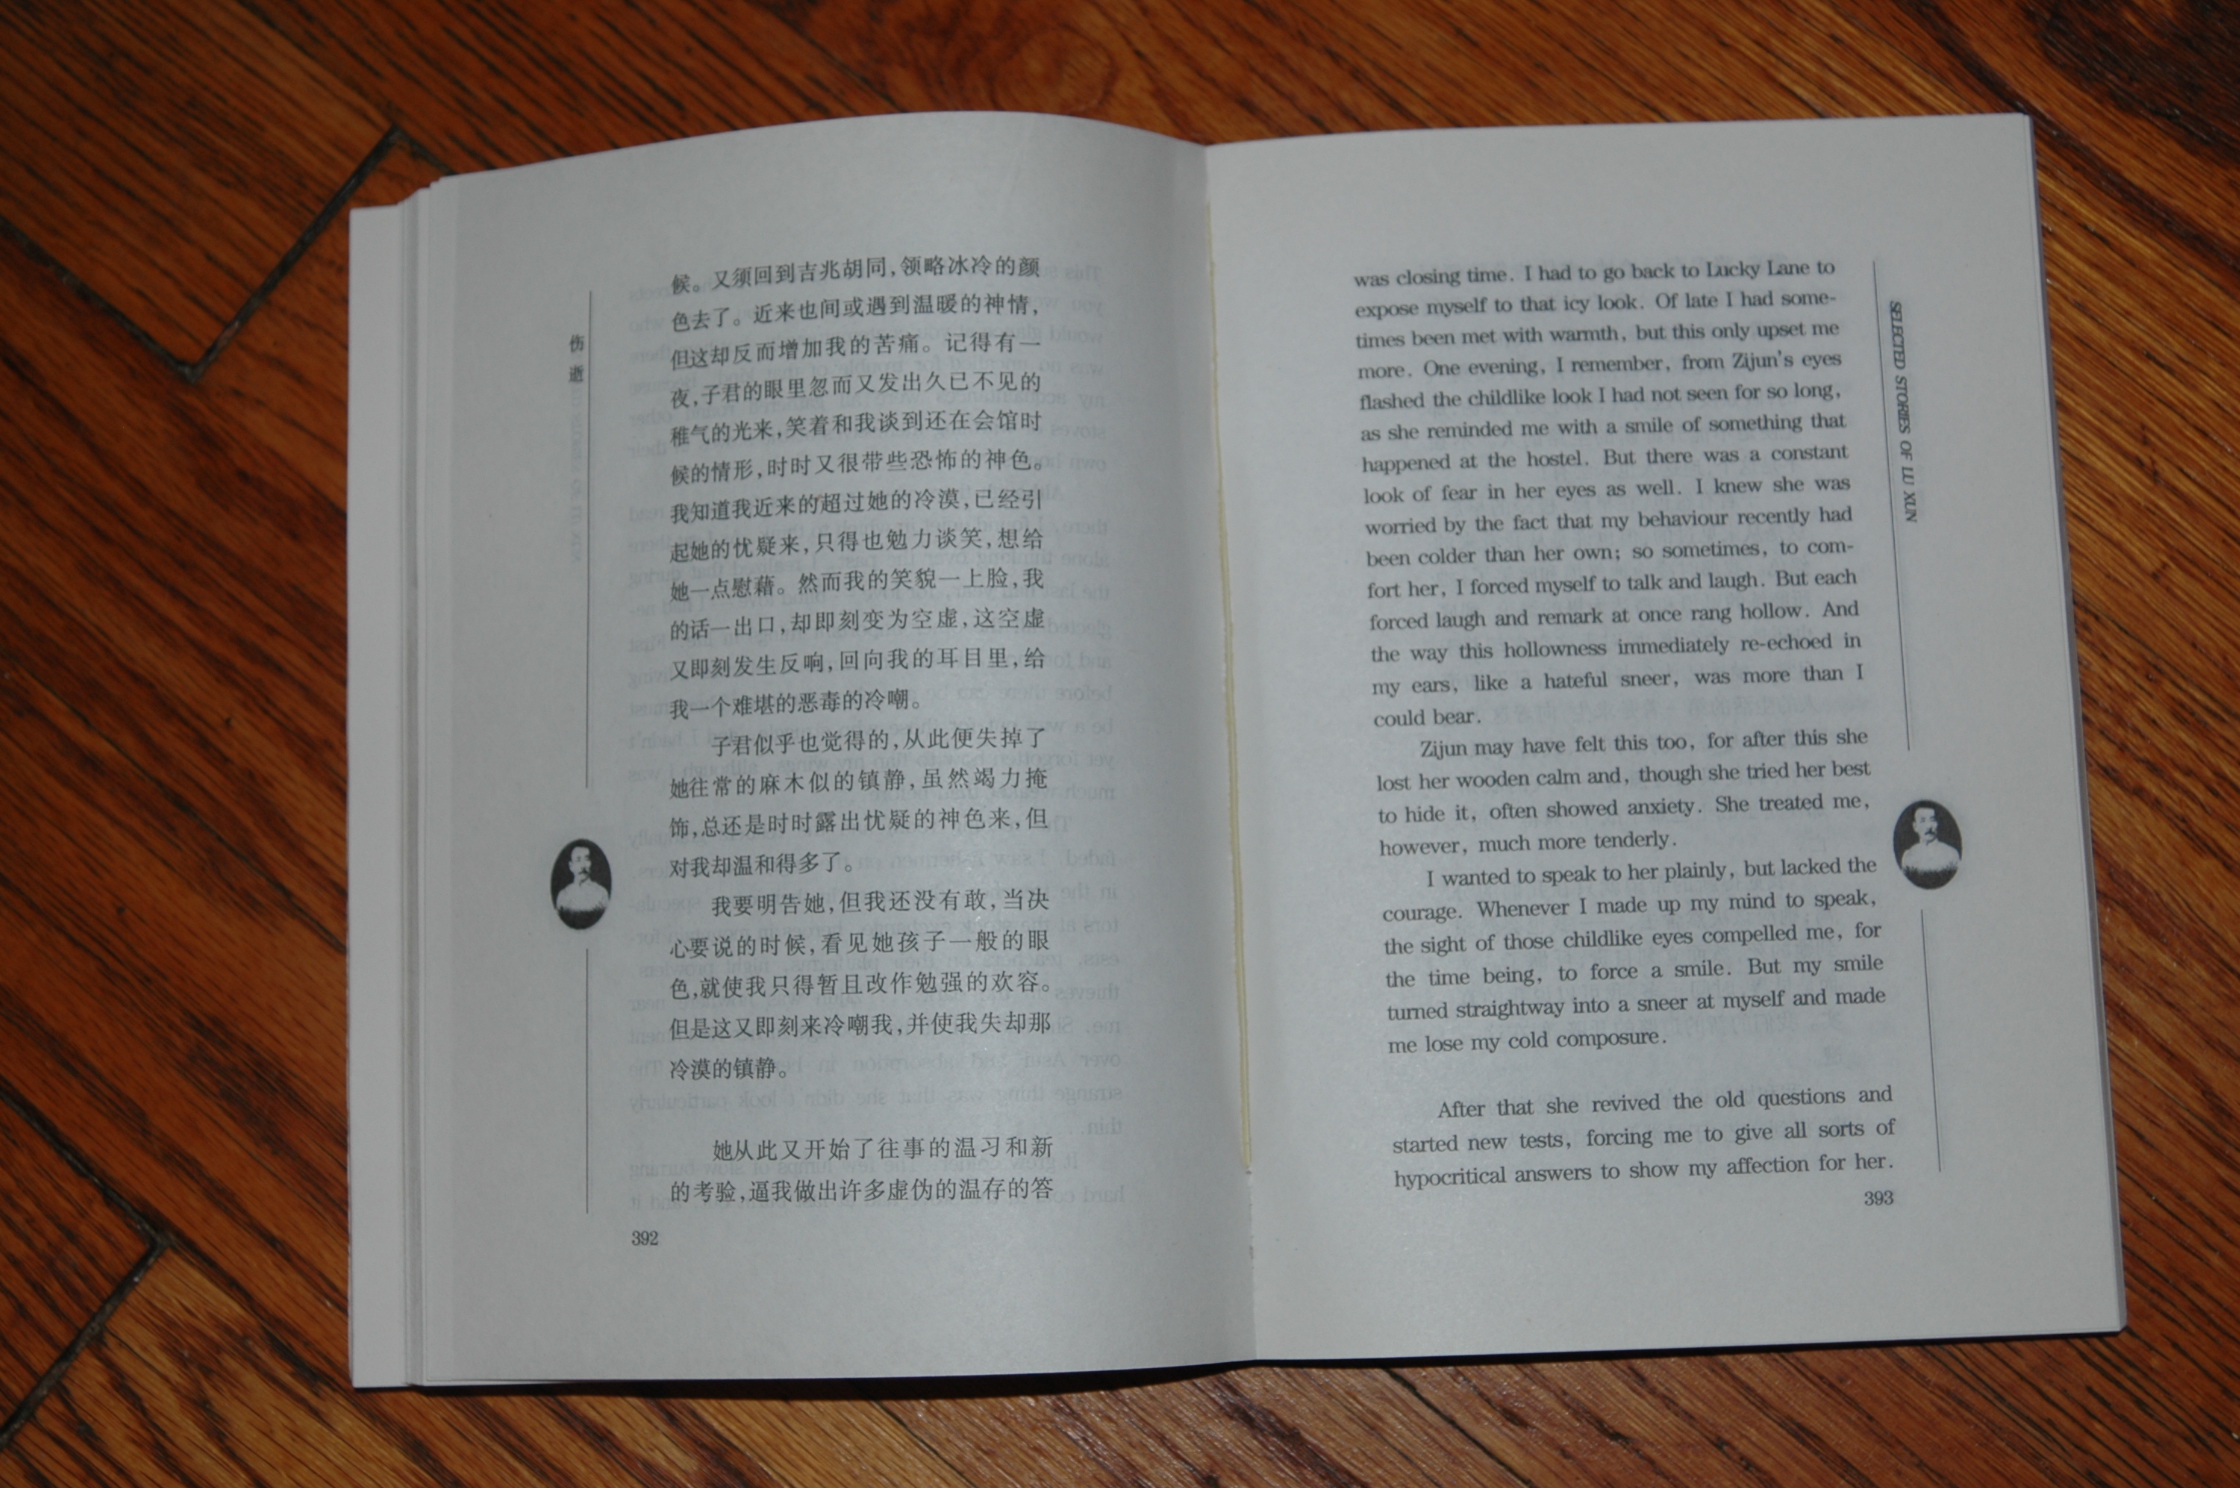 伤
逝
候。又须回到吉兆胡同,领略冰冷的颜
色去了。近来也间或遇到温暖的神情,
但这却反而增加我的苦痛。记得有一
夜,子君的眼里忽而又发出久已不见的
稚气的光来,笑着和我谈到还在会馆时
候的情形,时时又很带些恐怖的神色。
我知道我近来的超过她的冷漠,已经引
起她的忧疑来,只得也勉力谈笑,想给
她一点慰藉。然而我的笑貌一上脸,我
的话一出口,却即刻变为空虚,这空虚
又即刻发生反响,回向我的耳目里,给
我一个难堪的恶毒的冷嘲。
子君似乎也觉得的,从此便失掉了
她往常的麻木似的镇静,虽然竭力掩
饰,总还是时时露出忧疑的神色来,但
对我却温和得多了。
我要明告她,但我还没有敢,当决
心要说的时候,看见她孩子一般的眼
色,就使我只得暂且改作勉强的欢容。
但是这又即刻来冷嘲我,并使我失却那
冷漠的镇静。
她从此又开始了往事的温习和新
的考验,逼我做出许多虚伪的温存的答
392
SELECTED STORIES OF LU XUN
was closing time. I had to go back to Lucky Lane to
expose myself to that icy look. Of late I had some-
times been met with warmth, but this only upset me
more. One evening, I remember, from Zijun's eyes
flashed the childlike look I had not seen for so long,
as she reminded me with a smile of something that
happened at the hostel. But there was a constant
look of fear in her eyes as well. I knew she was
worried by the fact that my behaviour recently had
been colder than her own; so sometimes, to com-
fort her, I forced myself to talk and laugh. But each
forced laugh and remark at once rang hollow. And
the way this hollowness immediately re-echoed in
my ears, like a hateful sneer, was more than I
could bear.
Zijun may have felt this too, for after this she
lost her wooden calm and, though she tried her best
to hide it, often showed anxiety. She treated me,
however, much more tenderly.
I wanted to speak to her plainly, but lacked the
courage. Whenever I made up my mind to speak,
the sight of those childlike eyes compelled me, for
the time being, to force a smile. But my smile
turned straightway into a sneer at myself and made
me lose my cold composure.
After that she revived the old questions and
started new tests, forcing me to give all sorts of
hypocritical answers to show my affection for her.
393